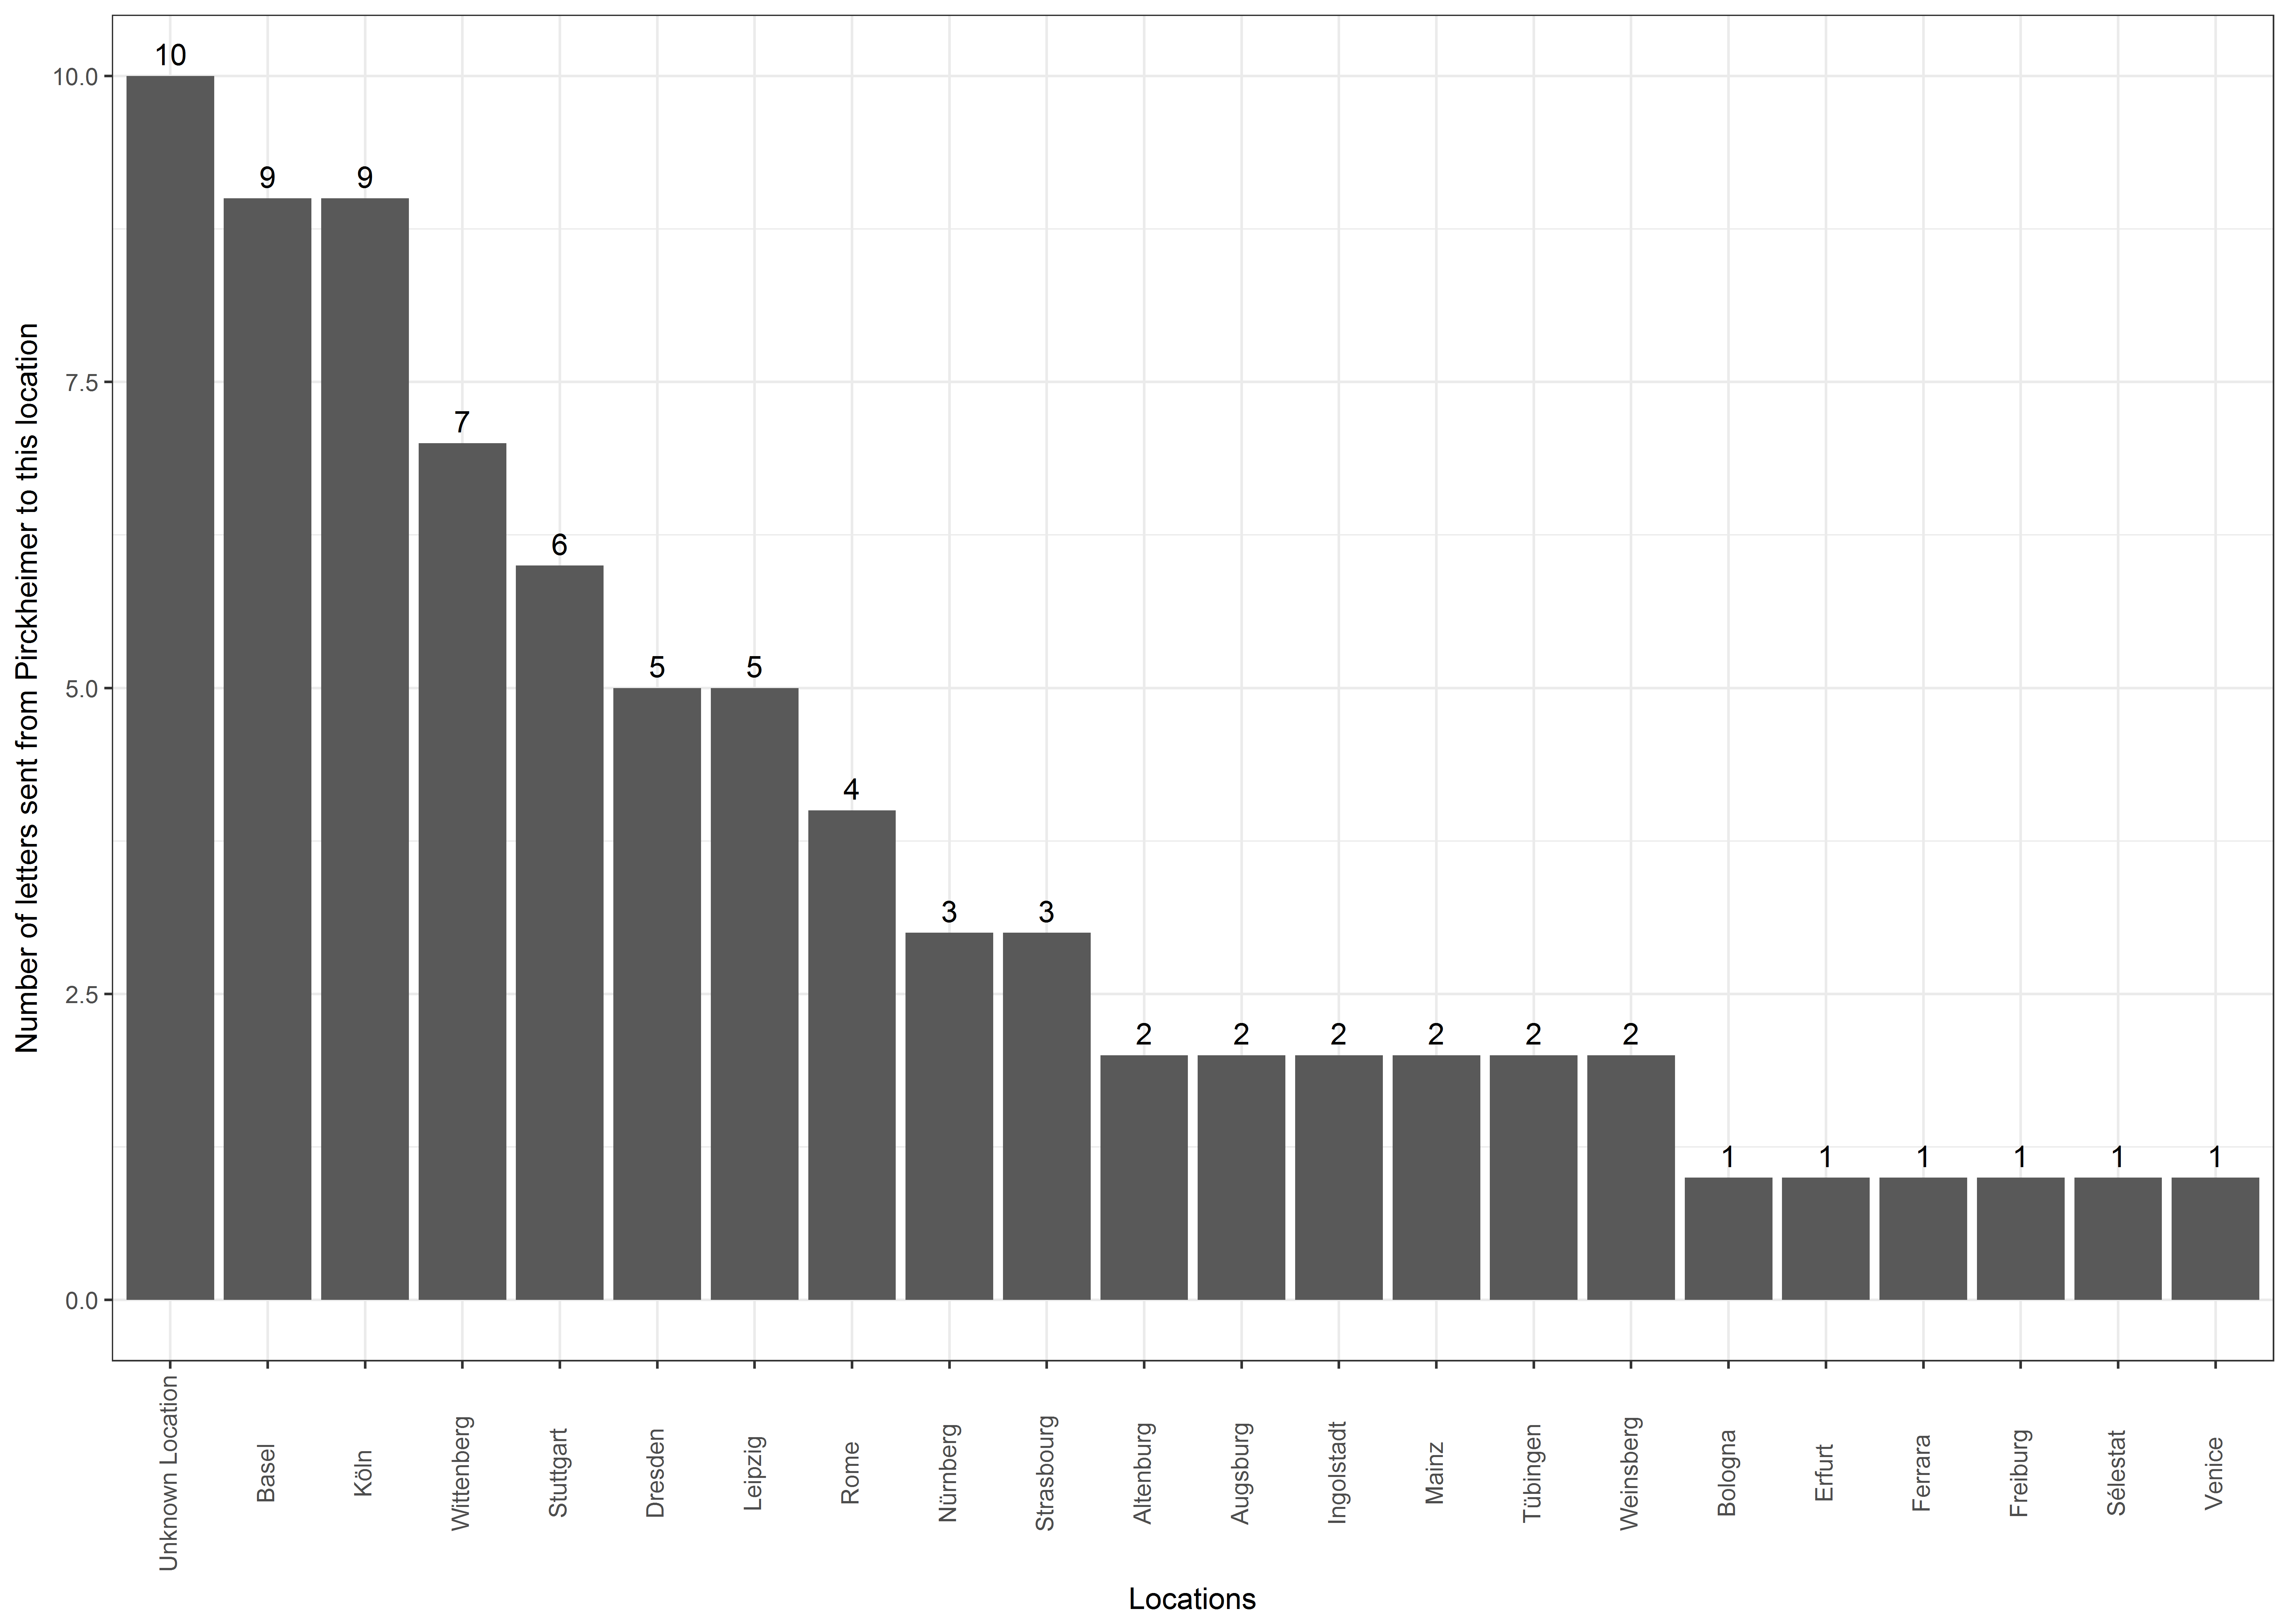 Number of letters sent from Pirckheimer to this location
10.0
7.5
5.0
2.5
0.0
10
9
9
7
6
5
5
4
3
3
2
2
2
2
2
2
1
1
1
1
1
1
Unknown Location
Basel
Köln
Wittenberg
Stuttgart
Dresden
Leipzig
Rome
Nürnberg
Strasbourg
Altenburg
Augsburg
Ingolstadt
Mainz
Tübingen
Weinsberg
Bologna
Erfurt
Ferrara
Freiburg
Sélestat
Venice
Locations